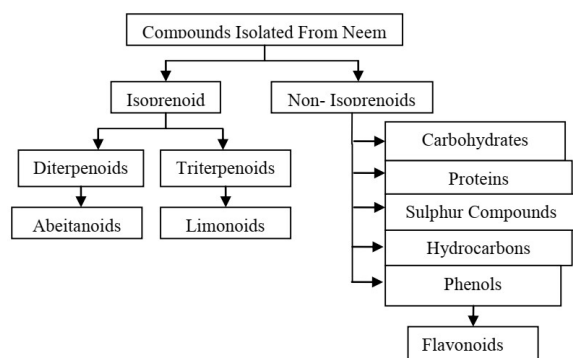 Compounds Isolated From Neem
Isoprenoid
Non- Isoprenoids
Diterpenoids
Triterpenoids
Abeitanoids
Limonoids
Carbohydrates
Proteins
Sulphur Compounds
Hydrocarbons
Phenols
Flavonoids